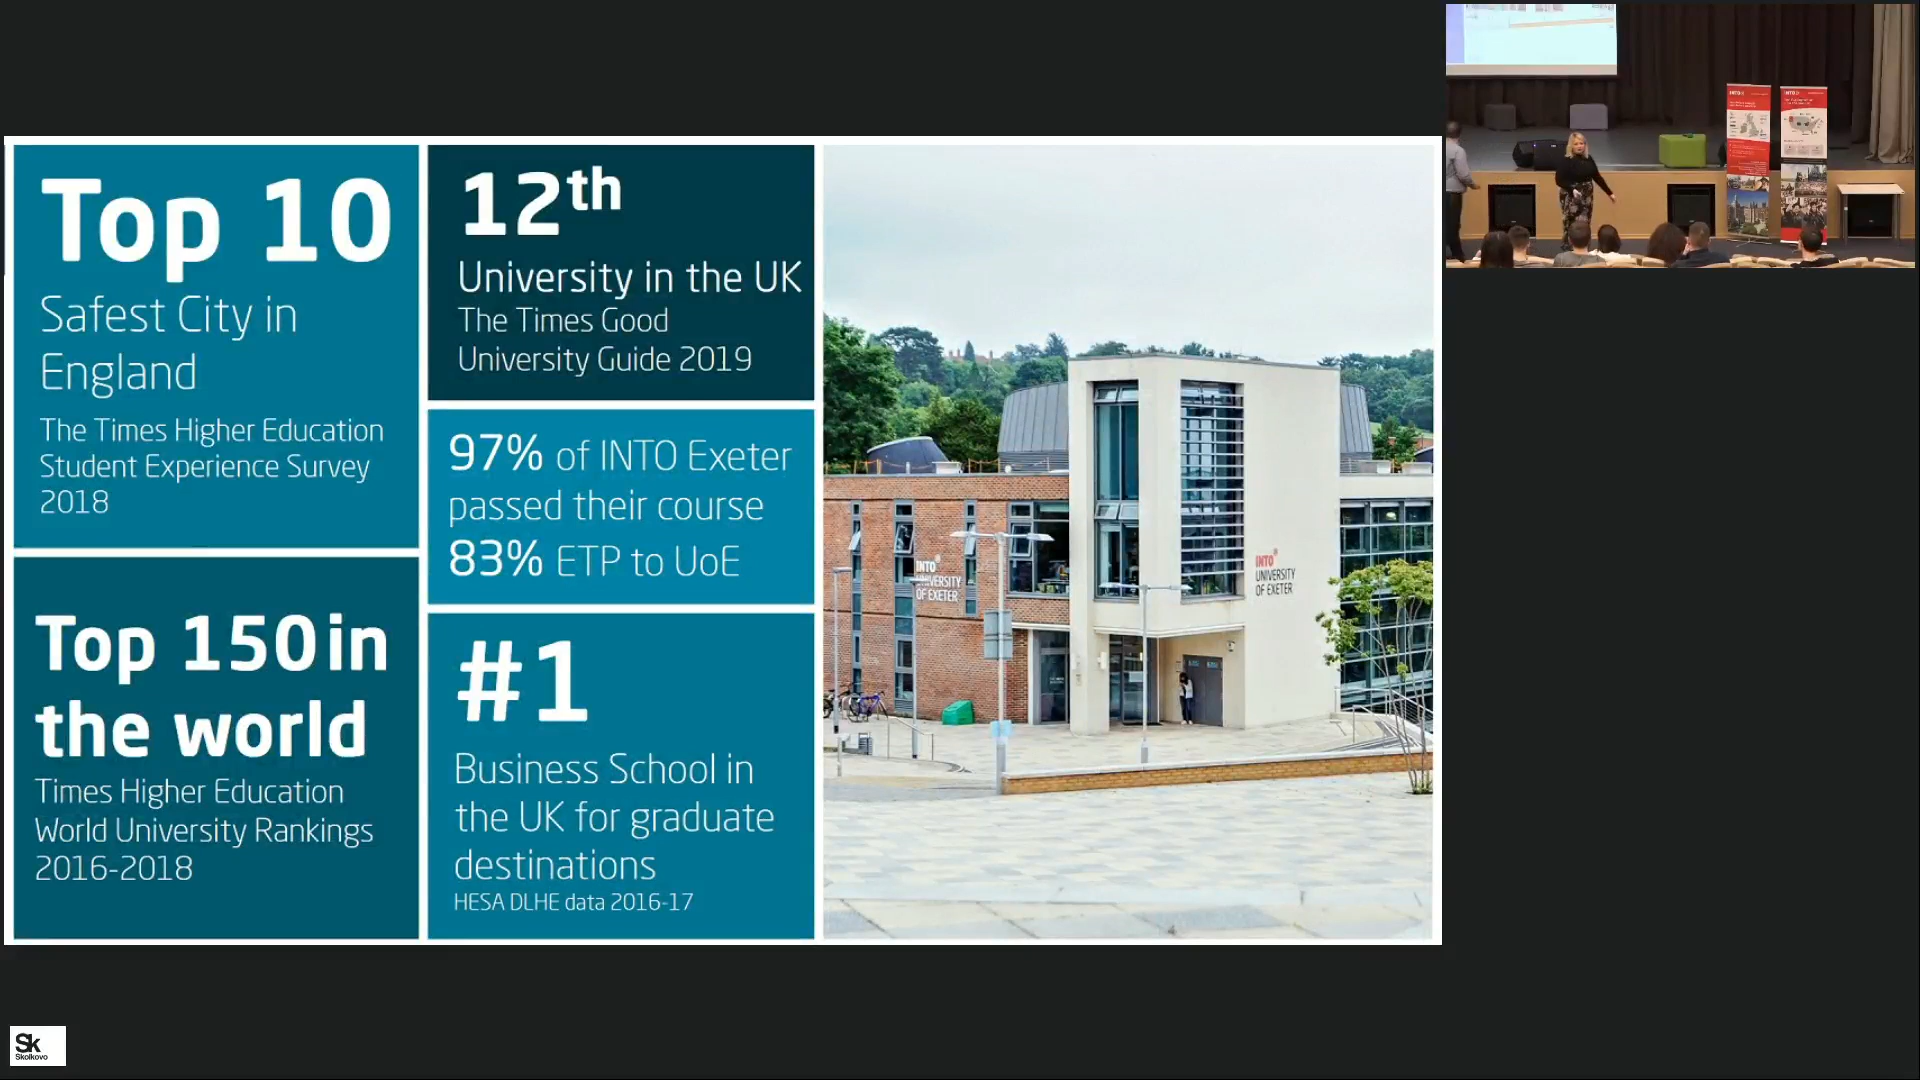 Top 10
Safest City in
England
The Times Higher Education
Student Experience Survey
2018
Top 150 in
the world
Times Higher Education
World University Rankings
2016-2018
12th
University in the UK
The Times Good
University Guide 2019
97% of INTO Exeter
passed their course
83% ETP to UoE
#1
Business School in
the UK for graduate
destinations
HESA DLHE data 2016-17
INTO
UNIVERSITY
OF EXETER
INTO
UNIVERSITY
OF EXETER
INTO
INTO
Sk
Skolkovo